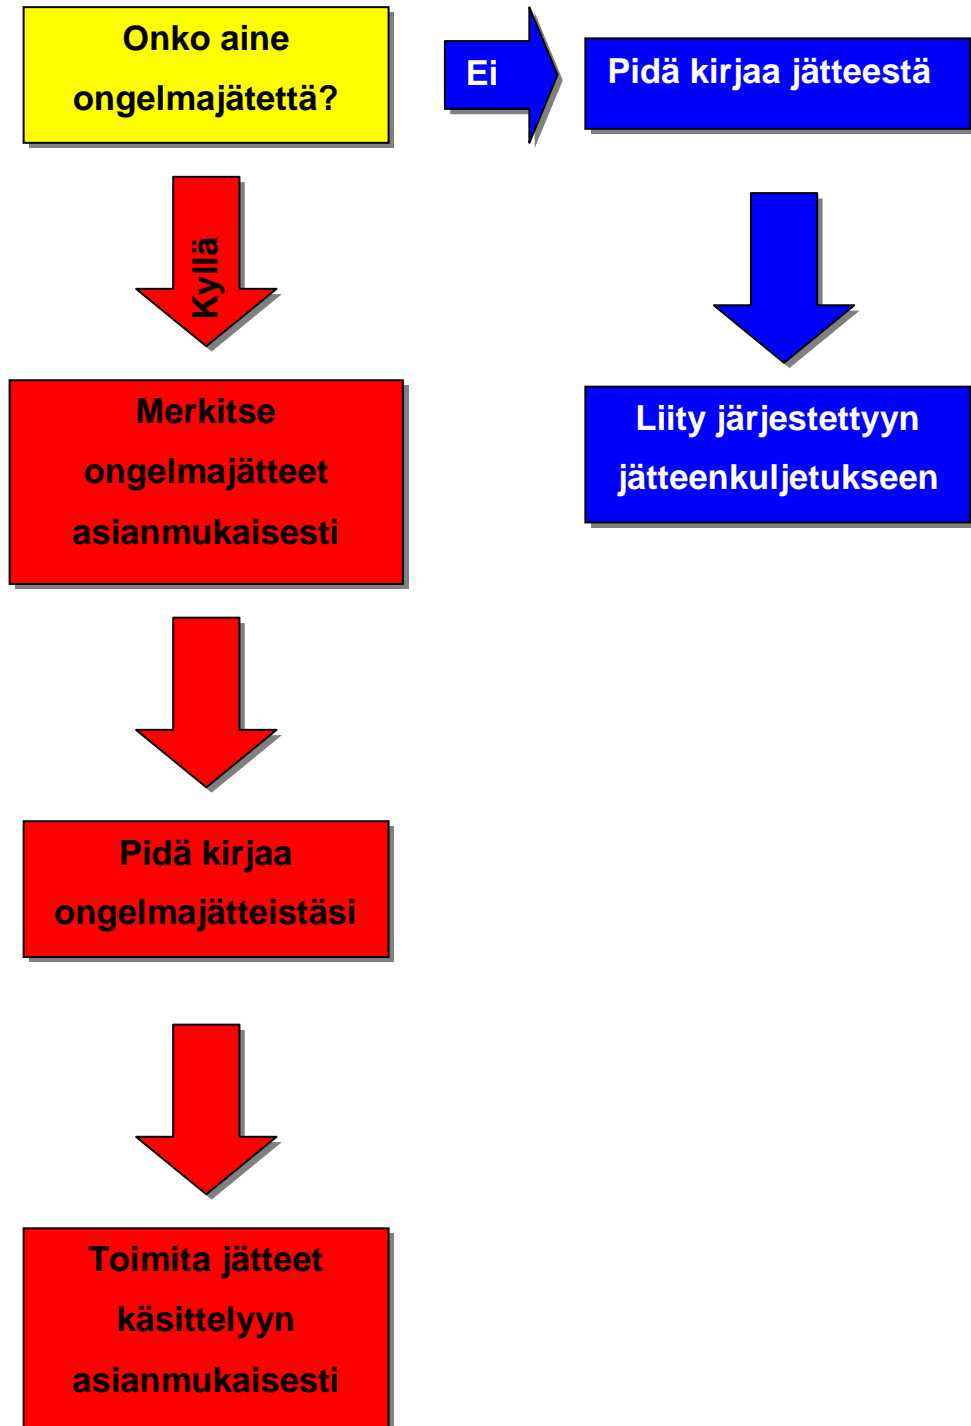 Onko aine
ongelmajätettä?
Ei
Pidä kirjaa jätteestä
Kyllä
Merkitse
ongelmajätteet
asianmukaisesti
Liity järjestettyyn
jätteenkuljetukseen
Pidä kirjaa
ongelmajätteistäsi
Toimita jätteet
käsittelyyn
asianmukaisesti